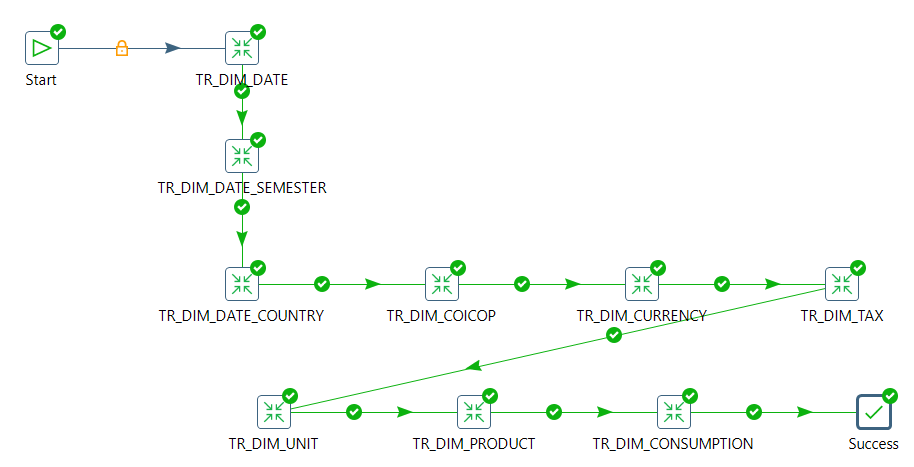 Start
TR_DIM_DATE
TR_DIM_DATE_SEMESTER
TR_DIM_DATE_COUNTRY
TR_DIM_COICOP
TR_DIM_CURRENCY
TR_DIM_TAX
TR_DIM_UNIT
TR_DIM_PRODUCT
TR_DIM_CONSUMPTION
Success